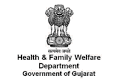 Health & Family Welfare
Department
Government of Gujarat